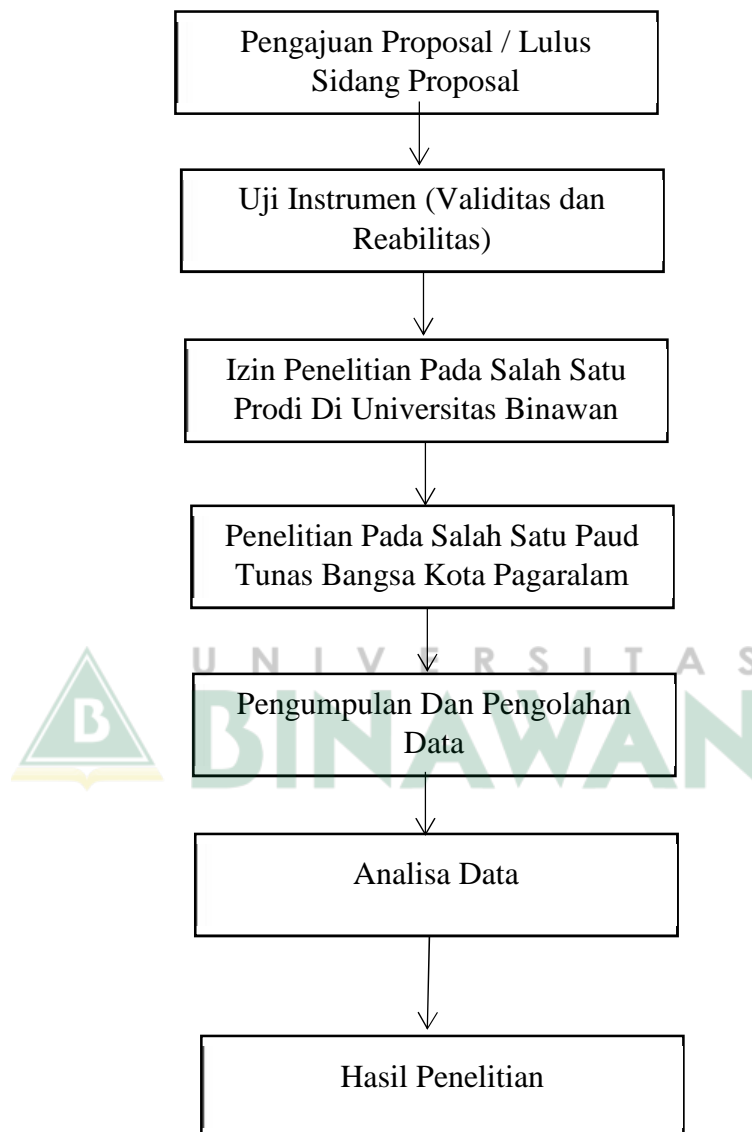 Pengajuan Proposal / Lulus
Sidang Proposal
Uji Instrumen (Validitas dan
Reabilitas)
Izin Penelitian Pada Salah Satu
Prodi Di Universitas Binawan
Penelitian Pada Salah Satu Paud
Tunas Bangsa Kota Pagaralam
UNIVERSITAS
B
BINAWAN
Pengumpulan Dan Pengolahan
Data
Analisa Data
Hasil Penelitian